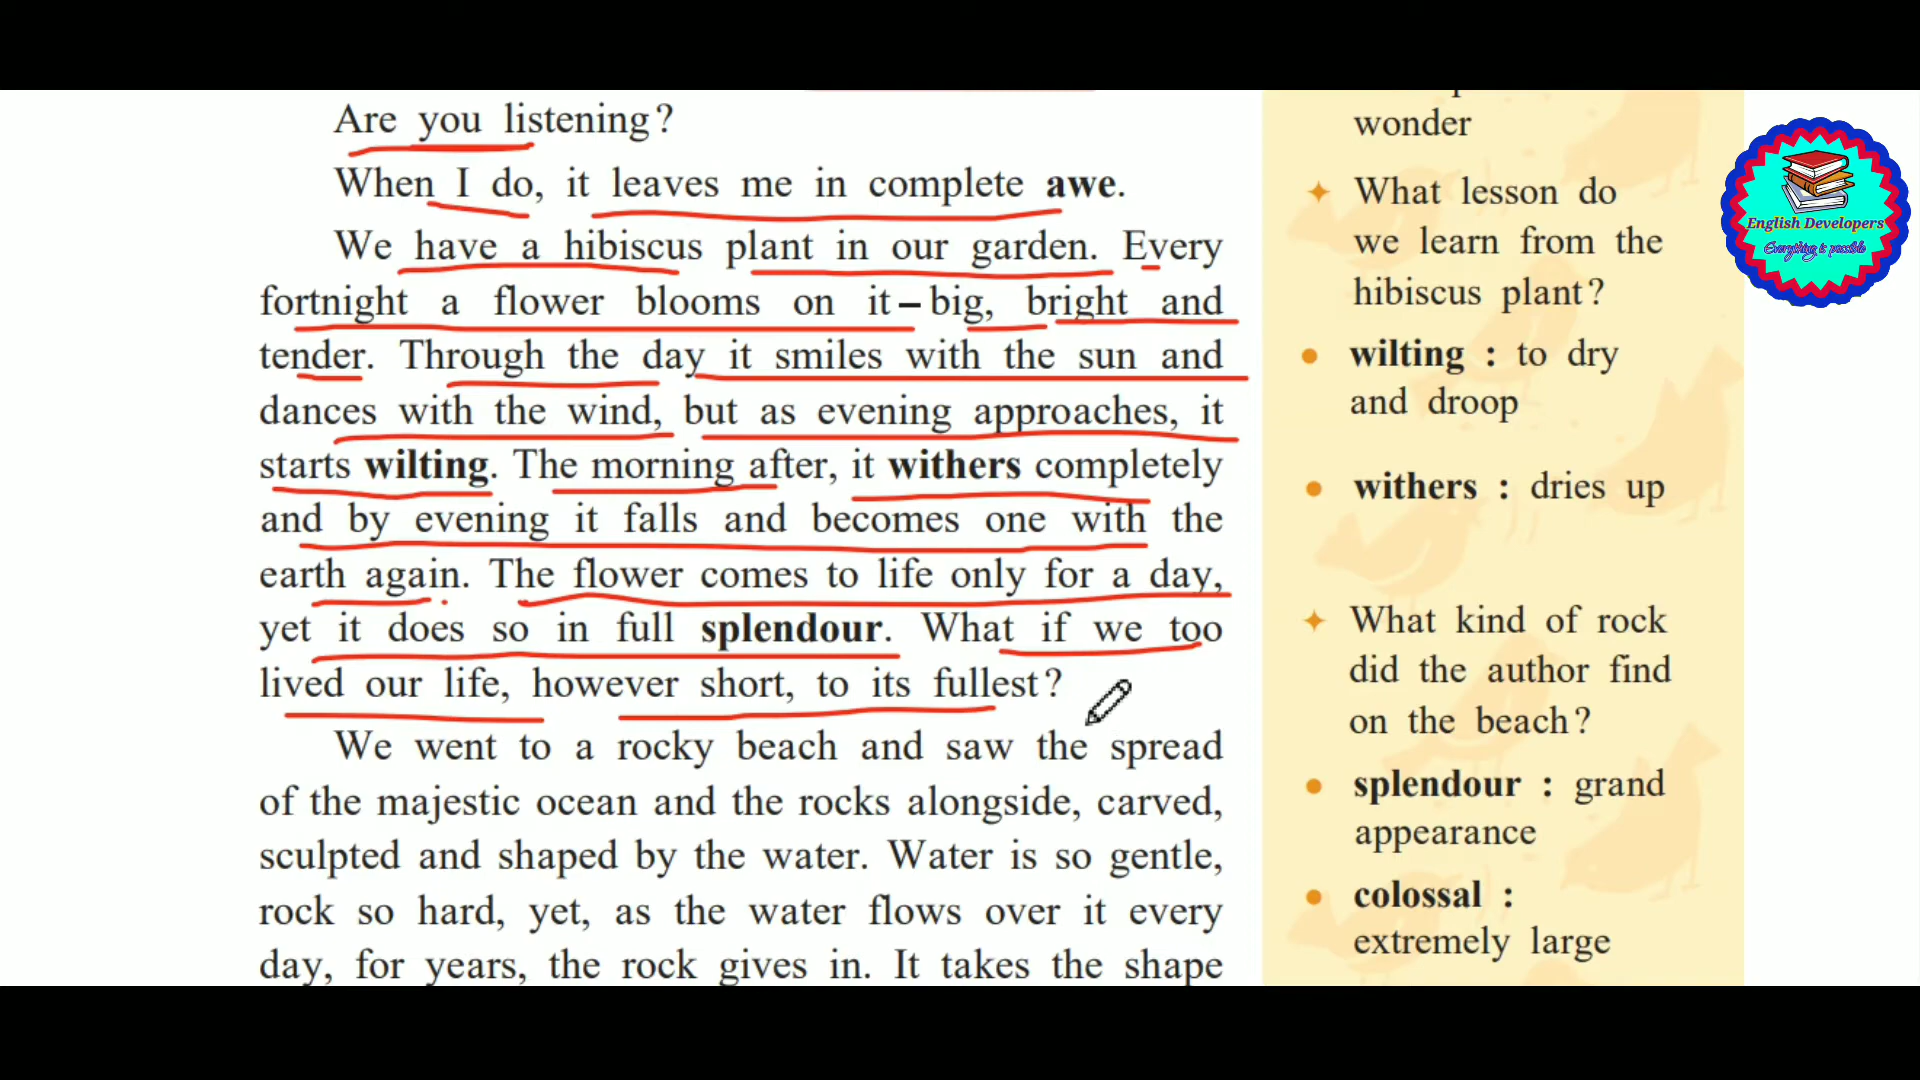 Are you listening?
When I do, it leaves me in complete awe.
We have a hibiscus plant in our garden. Every
fortnight a flower blooms on it – big, bright and
tender. Through the day it smiles with the sun and
dances with the wind, but as evening approaches, it
starts wilting. The morning after, it withers completely
and by evening it falls and becomes one with the
earth again. The flower comes to life only for a day,
yet it does so in full splendour. What if we too
lived our life, however short, to its fullest?
We went to a rocky beach and saw the spread
of the majestic ocean and the rocks alongside, carved,
sculpted and shaped by the water. Water is so gentle,
rock so hard, yet, as the water flows over it every
day, for years, the rock gives in. It takes the shape
wonder
What lesson do
we learn from the
hibiscus plant?
wilting : to dry
and droop
withers : dries up
What kind of rock
did the author find
on the beach?
splendour : grand
appearance
colossal :
extremely large
English Developers
Everything is possible